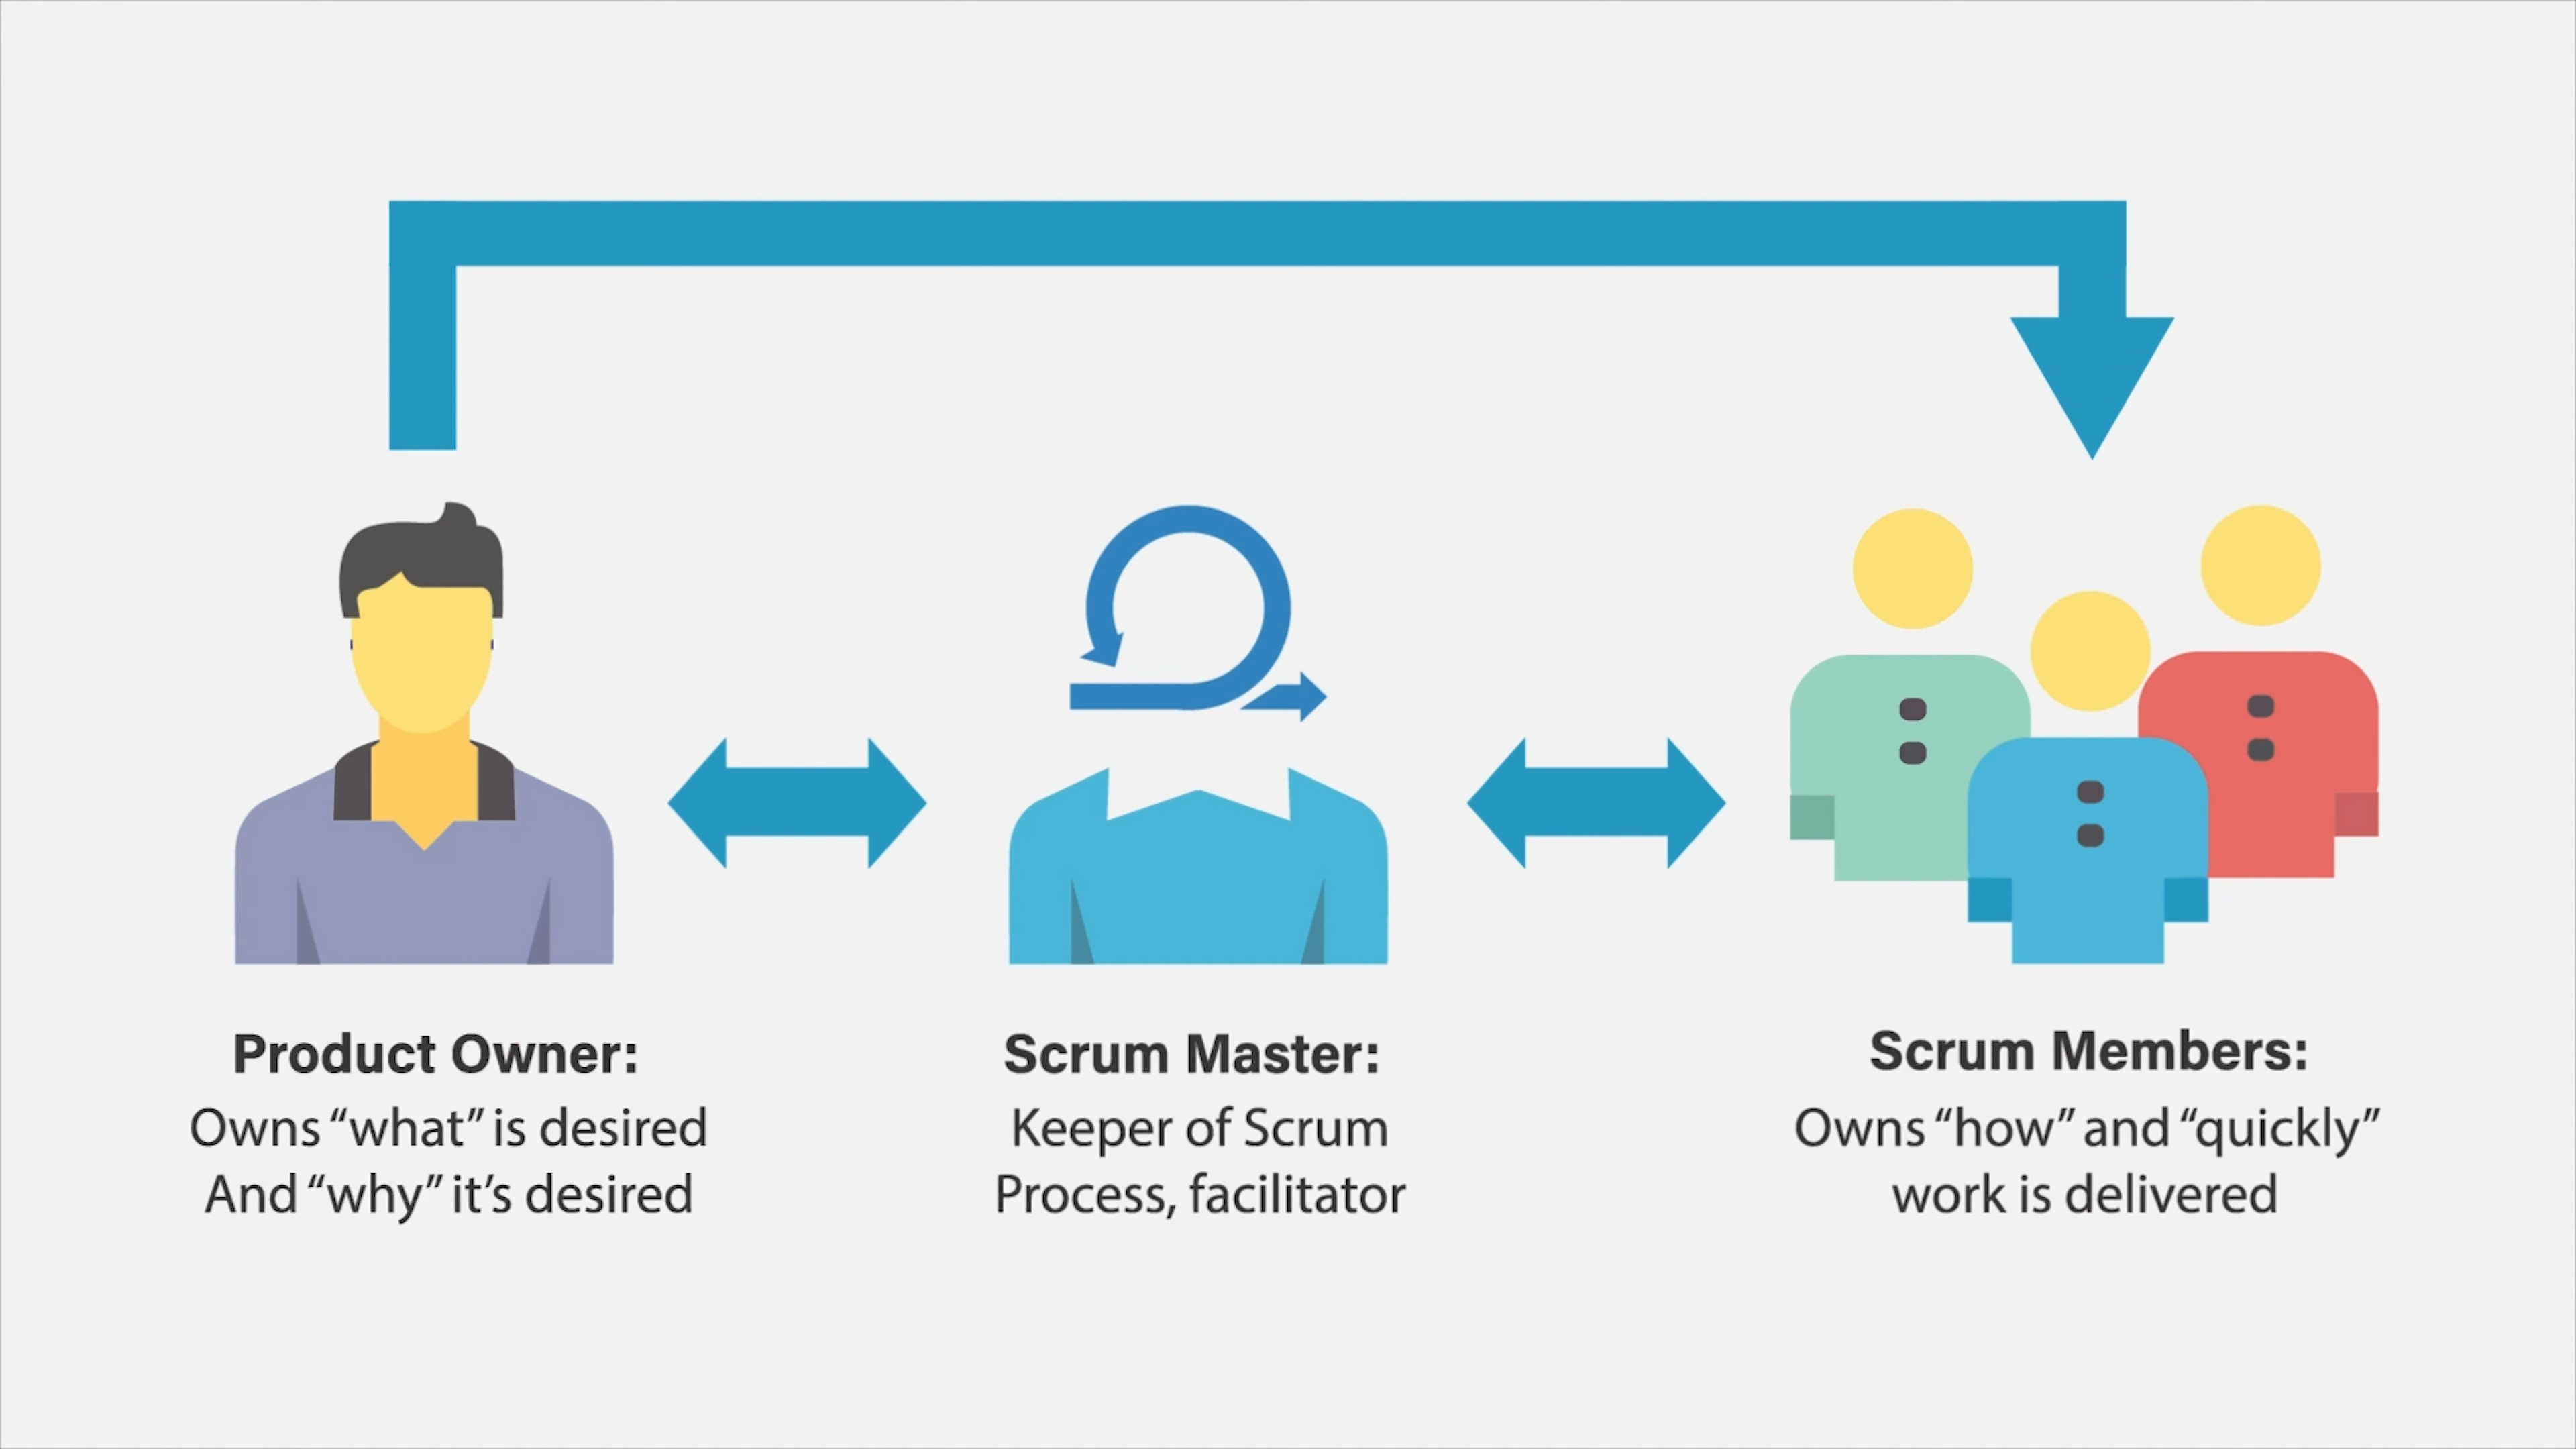 Product Owner:
Owns “what” is desired
And “why” it’s desired
Scrum Master:
Keeper of Scrum
Process, facilitator
Scrum Members:
Owns “how” and “quickly”
work is delivered